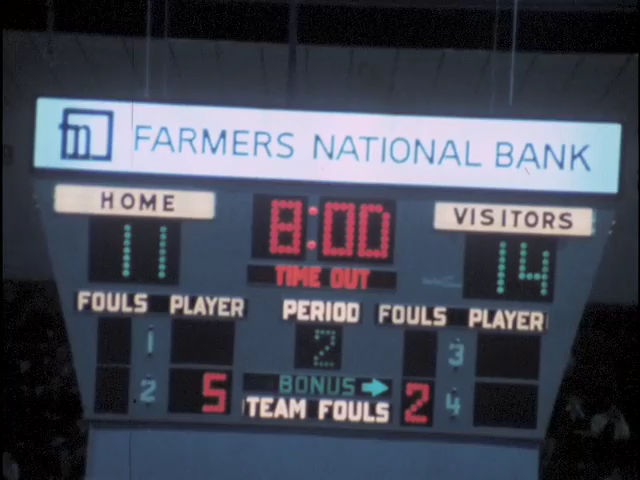 m FARMERS NATIONAL BANK
HOME 8:00 VISITORS
11 TIME OUT 14
FOULS PLAYER PERIOD FOULS PLAYER
1 2 3
2 5 BONUS → 2 4
TEAM FOULS